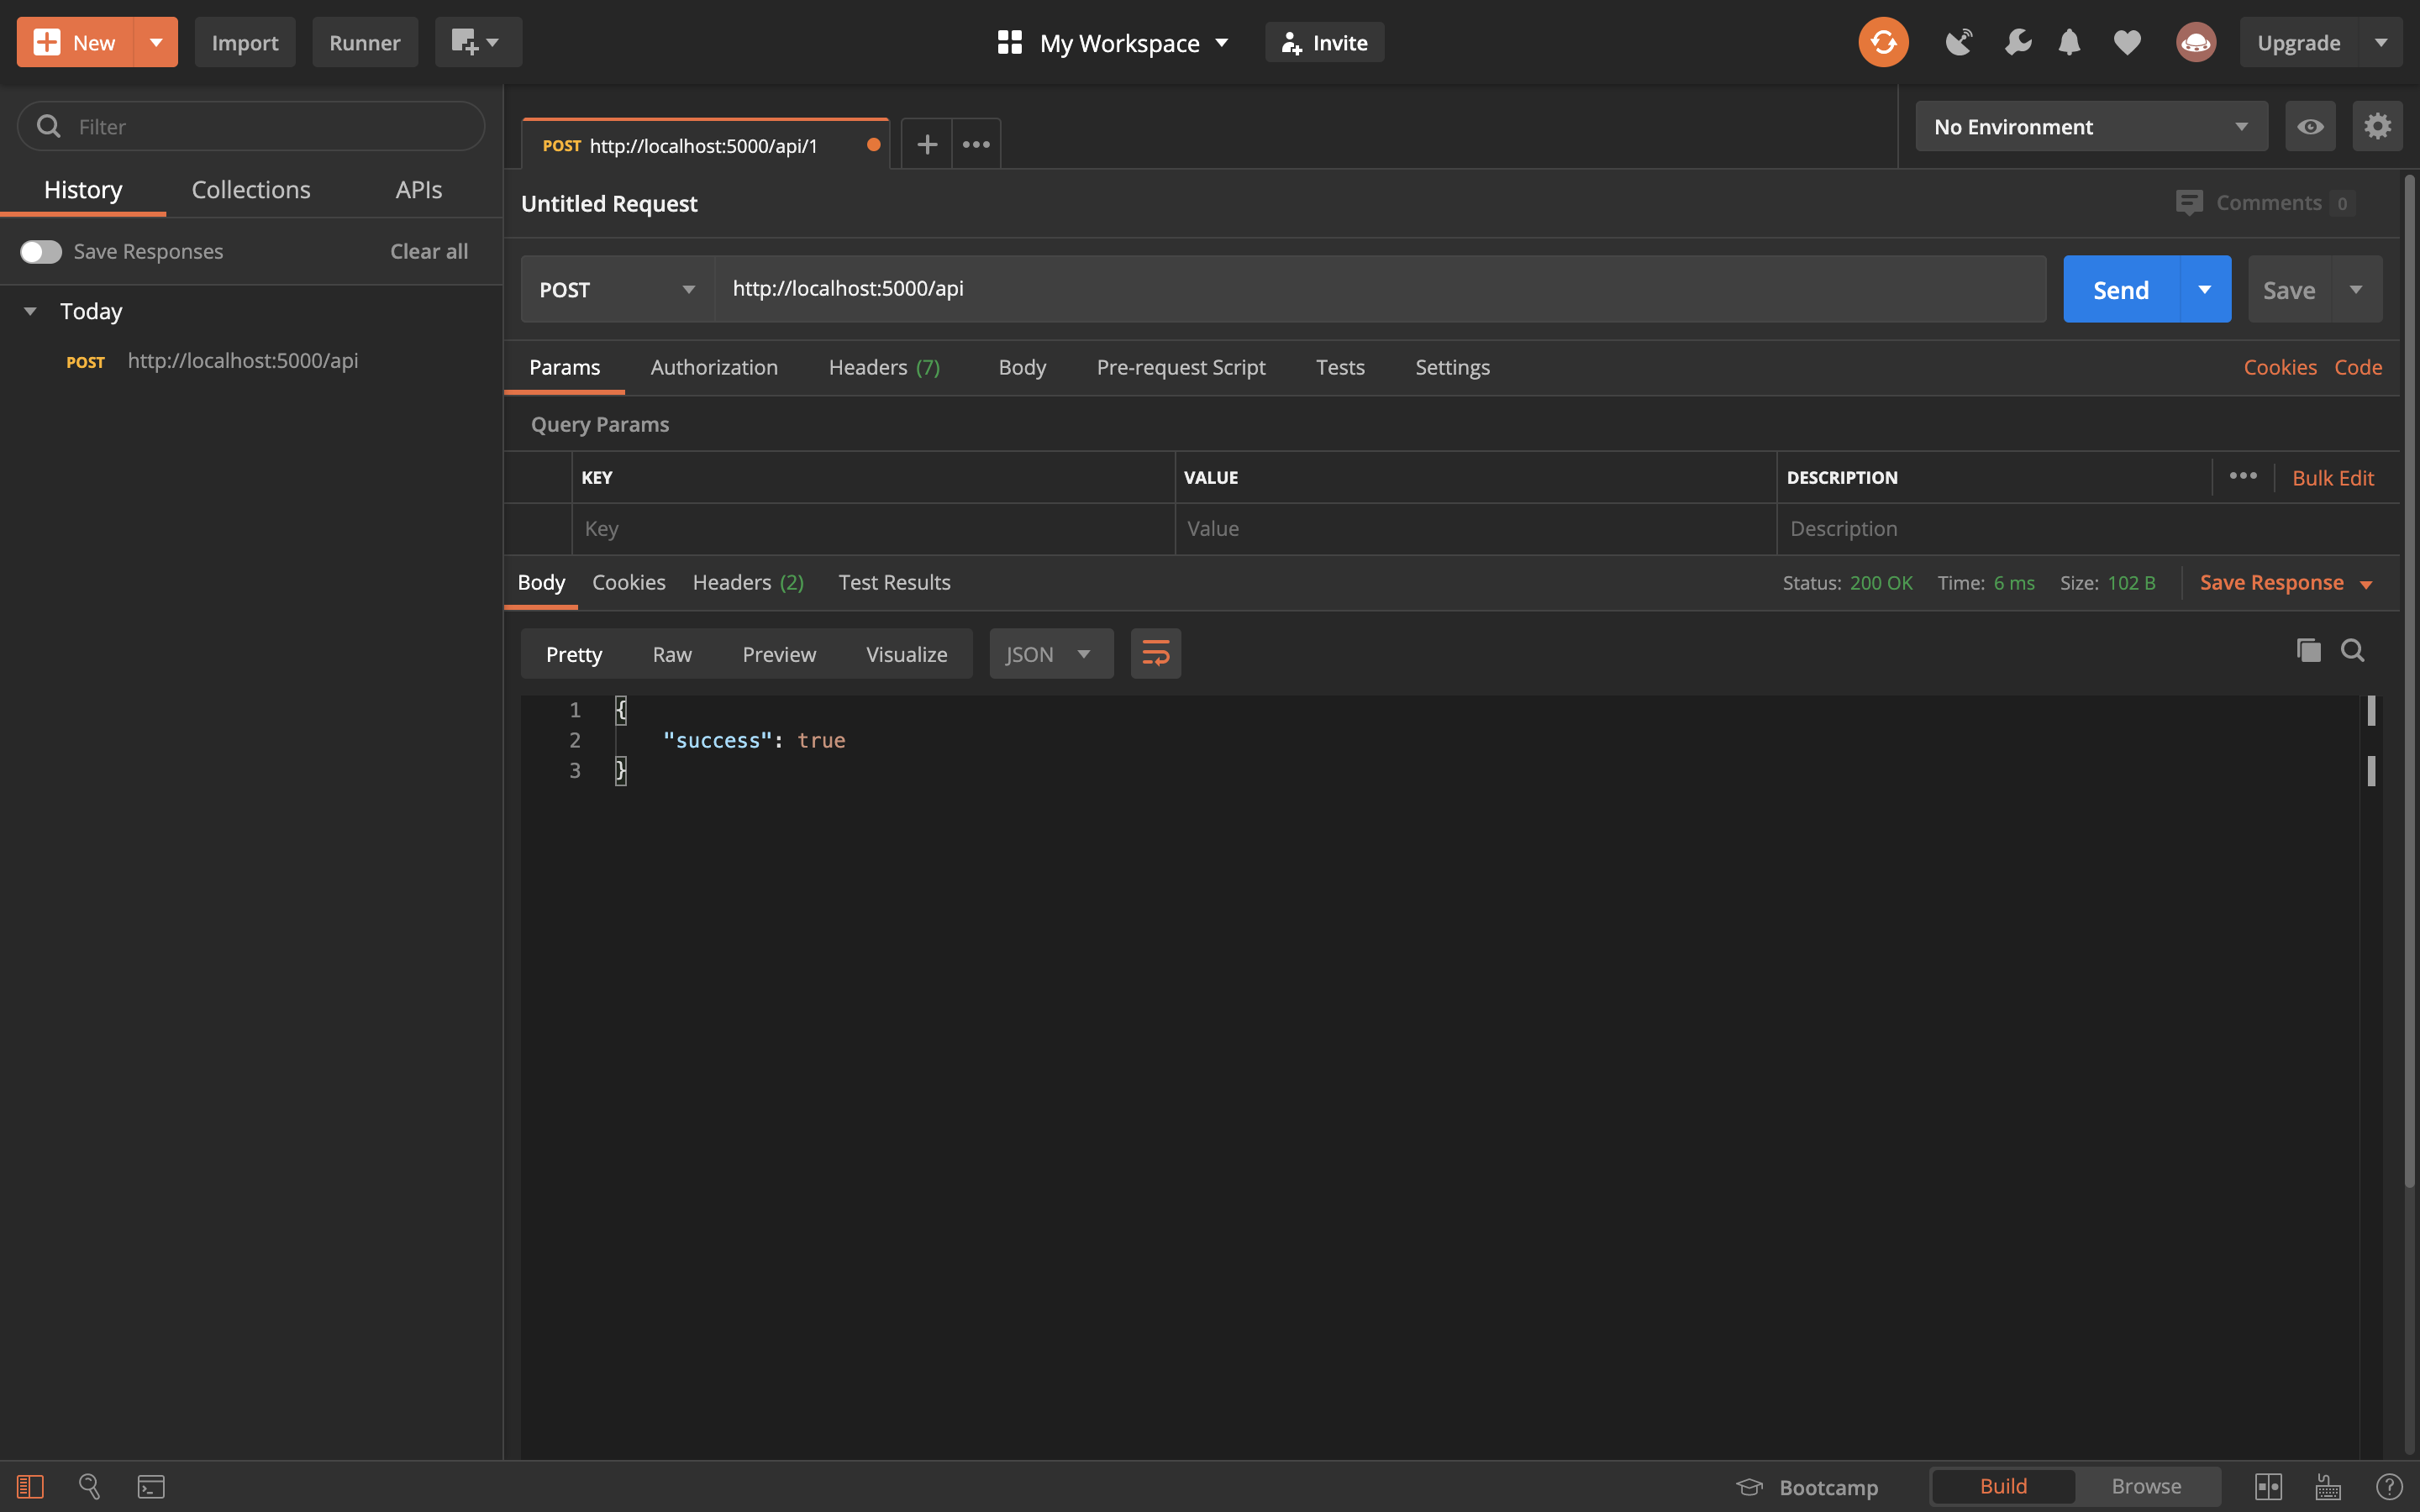 New Import Runner My Workspace Invite Upgrade
Filter
History Collections APIs
Save Responses Clear all
Today
POST http://localhost:5000/api
POST http://localhost:5000/api/1
No Environment
Untitled Request Comments 0
POST http://localhost:5000/api Send Save
Params Authorization Headers (7) Body Pre-request Script Tests Settings Cookies Code
Query Params
KEY VALUE DESCRIPTION Bulk Edit
Key Value Description
Body Cookies Headers (2) Test Results Status: 200 OK Time: 6 ms Size: 102 B Save Response
Pretty Raw Preview Visualize JSON
1 {
2 "success": true
3 }
Bootcamp Build Browse